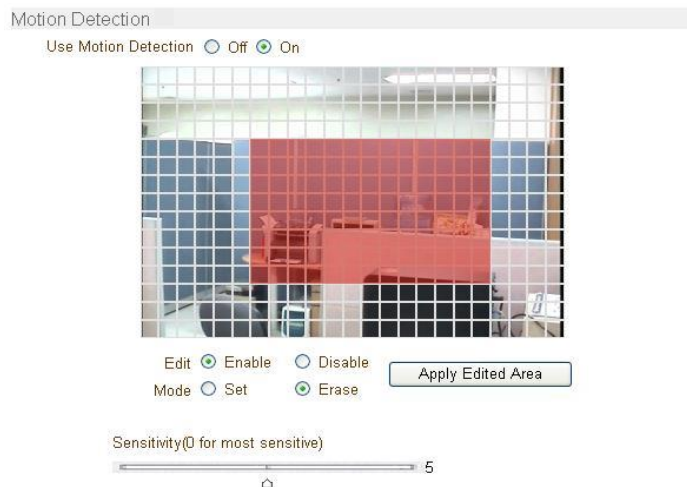 Motion Detection
Use Motion Detection Off On
Edit Enable Disable
Apply Edited Area
Mode Set Erase
Sensitivity(0 for most sensitive)
5